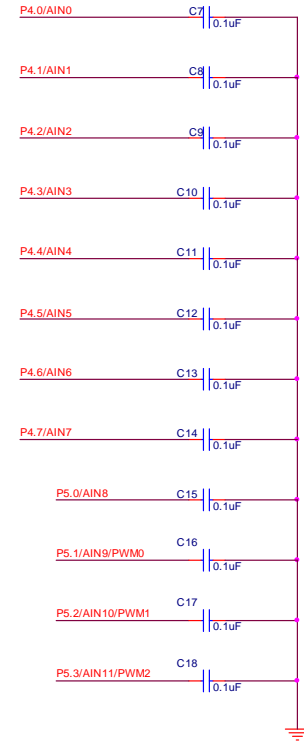 P4.0/AIN0 C7
0.1uF
P4.1/AIN1 C8
0.1uF
P4.2/AIN2 C9
0.1uF
P4.3/AIN3 C10
0.1uF
P4.4/AIN4 C11
0.1uF
P4.5/AIN5 C12
0.1uF
P4.6/AIN6 C13
0.1uF
P4.7/AIN7 C14
0.1uF
P5.0/AIN8 C15
0.1uF
C16
P5.1/AIN9/PWM0
0.1uF
C17
P5.2/AIN10/PWM1
0.1uF
C18
P5.3/AIN11/PWM2
0.1uF